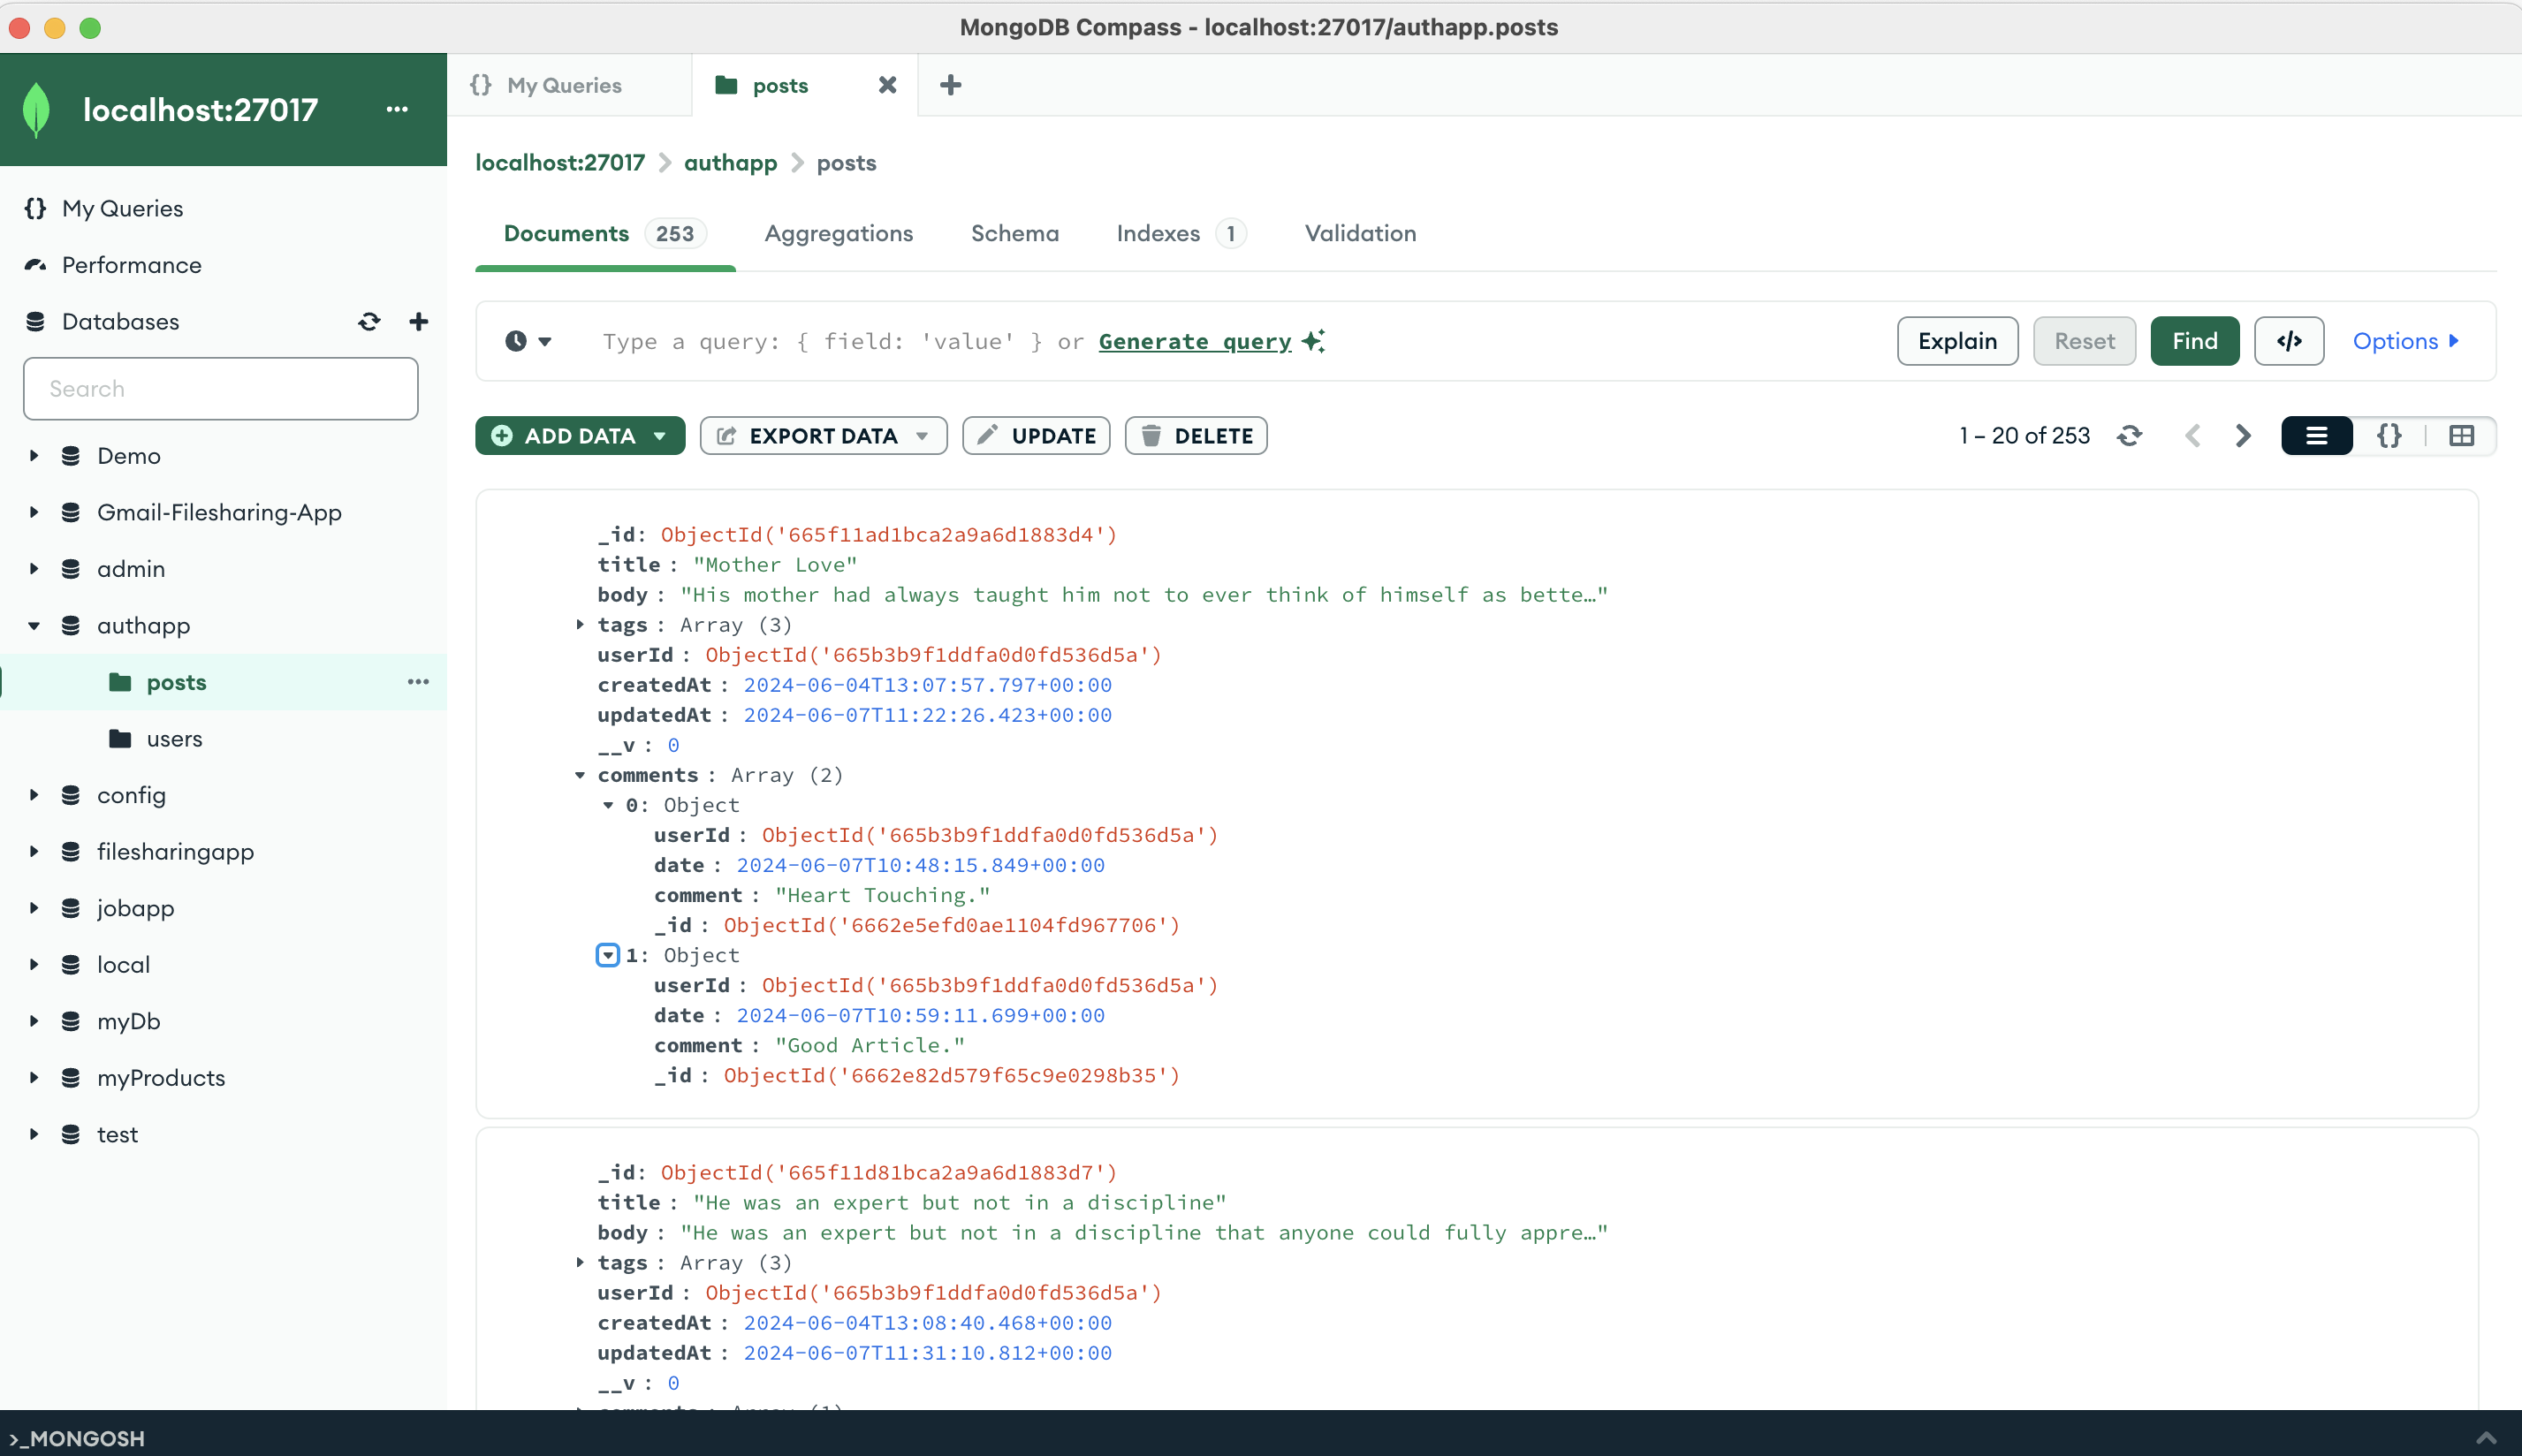 MongoDB Compass - localhost:27017/authapp.posts
localhost:27017
My Queries
Performance
Databases
Search
Demo
Gmail-Filesharing-App
admin
authapp
posts
users
config
filesharingapp
jobapp
local
myDb
myProducts
test
{} My Queries
posts
localhost:27017 > authapp > posts
Documents 253 Aggregations Schema Indexes 1 Validation
Type a query: { field: 'value' } or Generate query
Explain Reset Find </> Options
ADD DATA EXPORT DATA UPDATE DELETE
1 – 20 of 253 {}
_id: ObjectId('665f11ad1bca2a9a6d1883d4')
title : "Mother Love"
body : "His mother had always taught him not to ever think of himself as bette…"
tags : Array (3)
userId : ObjectId('665b3b9f1ddfa0d0fd536d5a')
createdAt : 2024-06-04T13:07:57.797+00:00
updatedAt : 2024-06-07T11:22:26.423+00:00
__v : 0
comments : Array (2)
0: Object
userId : ObjectId('665b3b9f1ddfa0d0fd536d5a')
date : 2024-06-07T10:48:15.849+00:00
comment : "Heart Touching."
_id : ObjectId('6662e5efd0ae1104fd967706')
1: Object
userId : ObjectId('665b3b9f1ddfa0d0fd536d5a')
date : 2024-06-07T10:59:11.699+00:00
comment : "Good Article."
_id : ObjectId('6662e82d579f65c9e0298b35')
_id: ObjectId('665f11d81bca2a9a6d1883d7')
title : "He was an expert but not in a discipline"
body : "He was an expert but not in a discipline that anyone could fully appre…"
tags : Array (3)
userId : ObjectId('665b3b9f1ddfa0d0fd536d5a')
createdAt : 2024-06-04T13:08:40.468+00:00
updatedAt : 2024-06-07T11:31:10.812+00:00
__v : 0
comments : Array (1)
>_MONGOSH